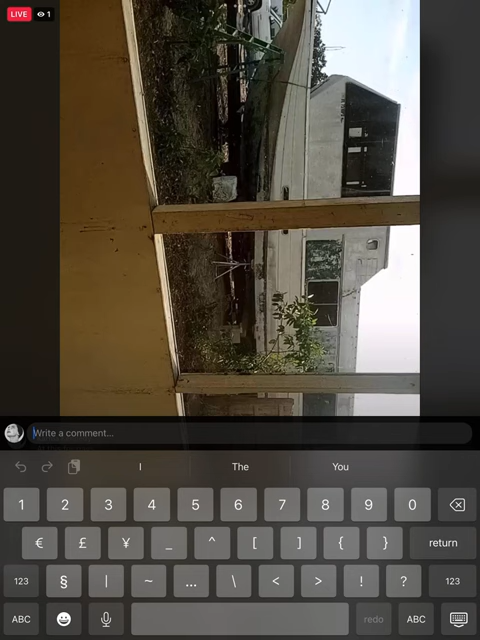 LIVE 1
Write a comment...
I The You
1 2 3 4 5 6 7 8 9 0
€ £ ¥ _ ^ [ ] { } return
123 § | ~ ... \ < > ! ? 123
ABC redo ABC